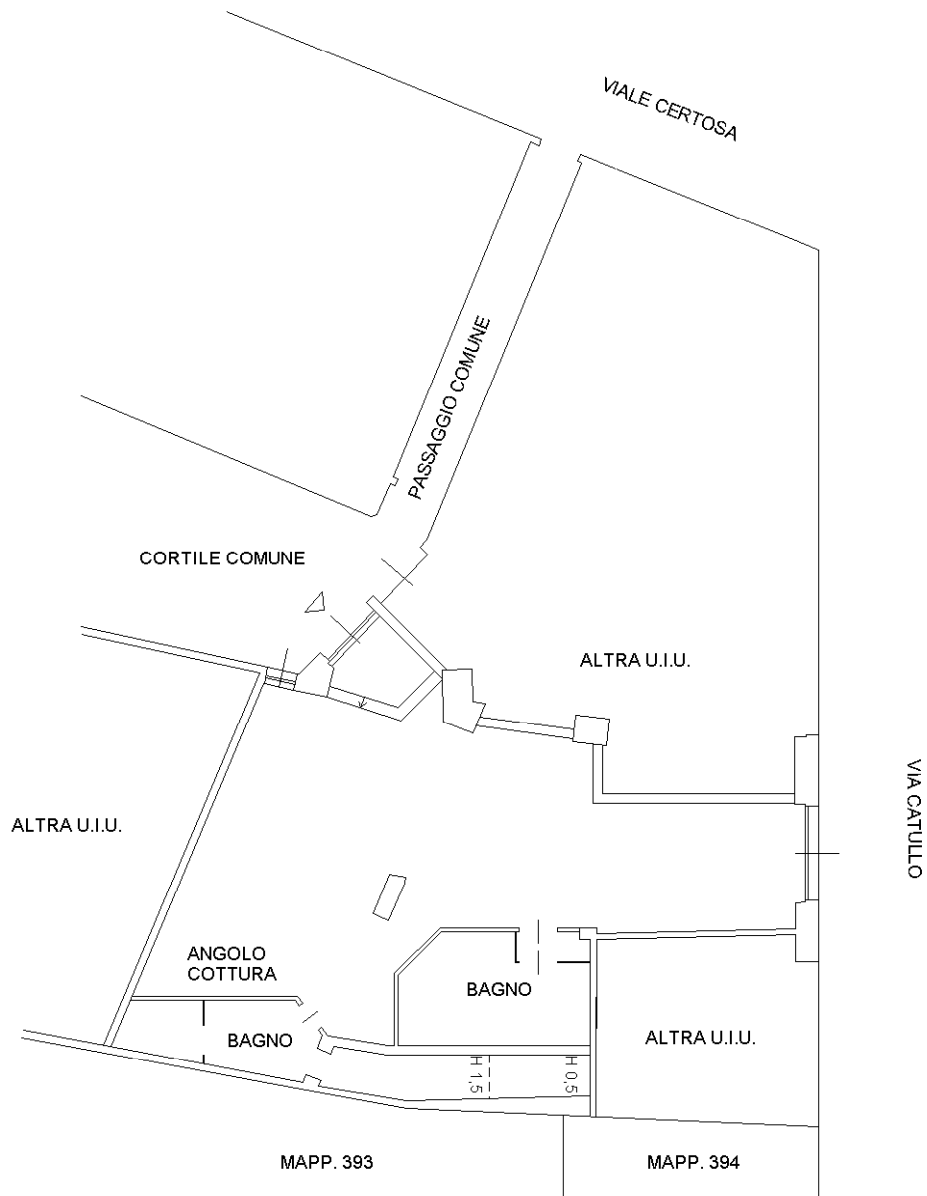 VIALE CERTOSA
PASSAGGIO COMUNE
CORTILE COMUNE
ALTRA U.I.U.
VIA CATULLO
ALTRA U.I.U.
ANGOLO
COTTURA
BAGNO
BAGNO
ALTRA U.I.U.
H 1,5
H 0,5
MAPP. 393
MAPP. 394